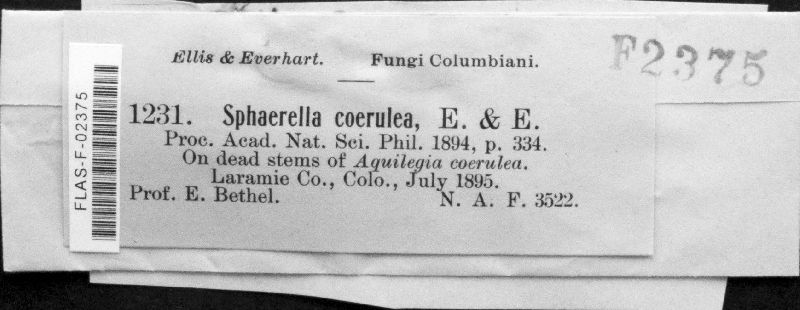 Ellis & Everhart. Fungi Columbiani.
F2375
1231. Sphaerella coerulea, E. & E.
Proc. Acad. Nat. Sci. Phil. 1894, p. 334.
On dead stems of Aquilegia coerulea.
Laramie Co., Colo., July 1895.
Prof. E. Bethel. N. A. F. 3522.
FLAS-F-02375